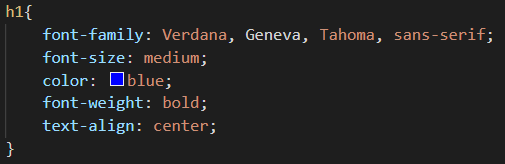 h1{
    font-family: Verdana, Geneva, Tahoma, sans-serif;
    font-size: medium;
    color: blue;
    font-weight: bold;
    text-align: center;
}